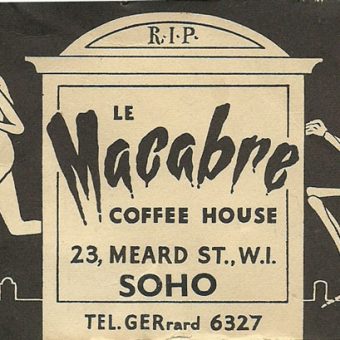 R.I.P.
LE
Macabre
COFFEE HOUSE
23, MEARD ST., W.I.
SOHO
TEL. GERrard 6327